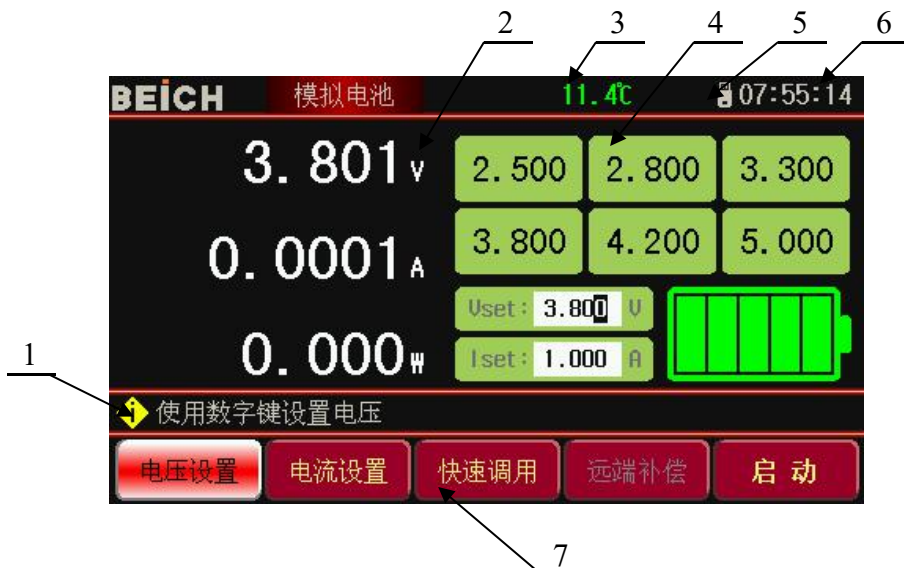 2 3 4 5 6
BEICH 模拟电池 11.4℃ 07:55:14
3.801V
2.500 2.800 3.300
0.0001A
3.800 4.200 5.000
Vset: 3.800 V
0.000W
Iset: 1.000 A
1
使用数字键设置电压
电压设置 电流设置 快速调用 远端补偿 启动
7